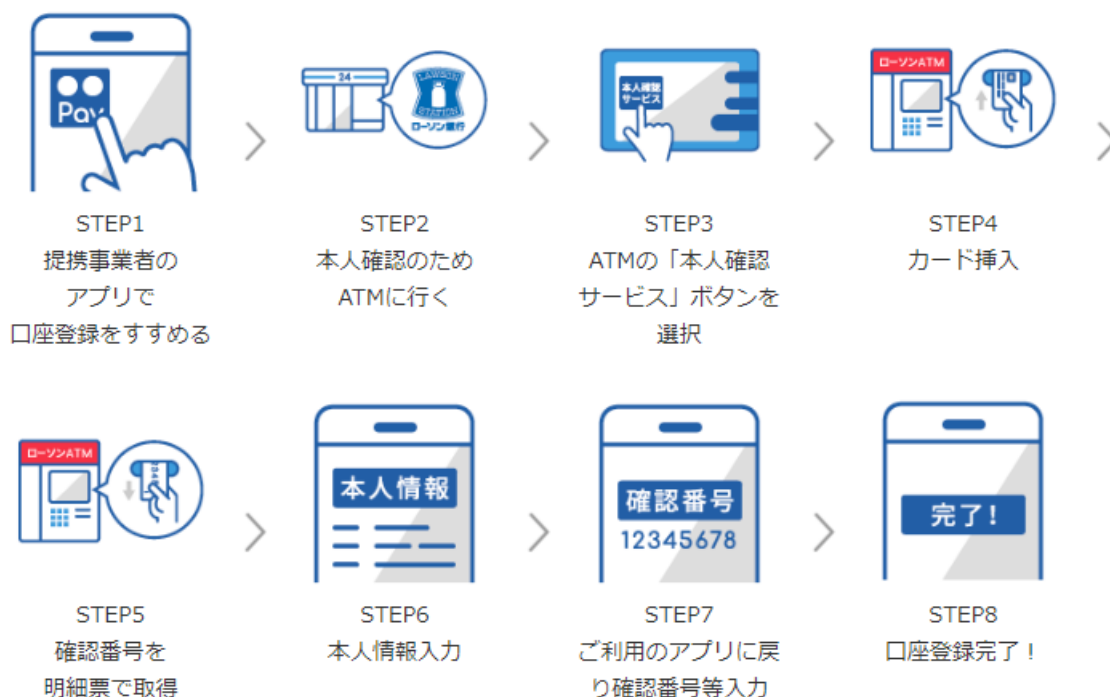 Pay
STEP1
提携事業者の
アプリで
口座登録をすすめる
24
LAWSON
STATION
ローソン銀行
STEP2
本人確認のため
ATMに行く
本人確認
サービス
STEP3
ATMの「本人確認
サービス」ボタンを
選択
ローソンATM
STEP4
カード挿入
ローソンATM
STEP5
確認番号を
明細票で取得
本人情報
STEP6
本人情報入力
確認番号
12345678
STEP7
ご利用のアプリに戻
り確認番号等入力
完了!
STEP8
口座登録完了！